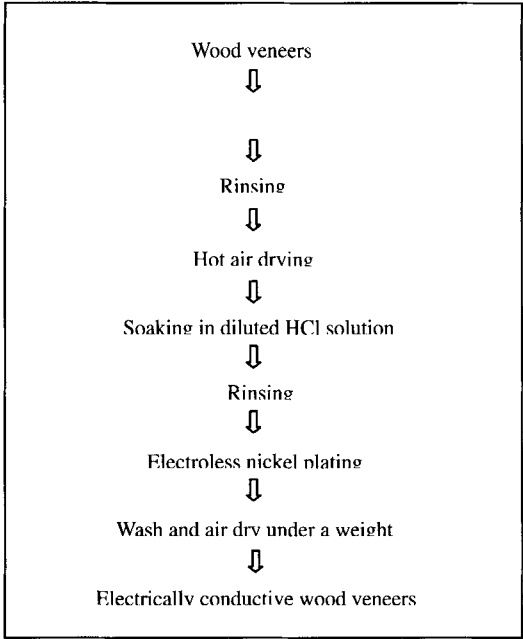 Wood veneers
Rinsing
Hot air drying
Soaking in diluted HCl solution
Rinsing
Electroless nickel plating
Wash and air dry under a weight
Electrically conductive wood veneers